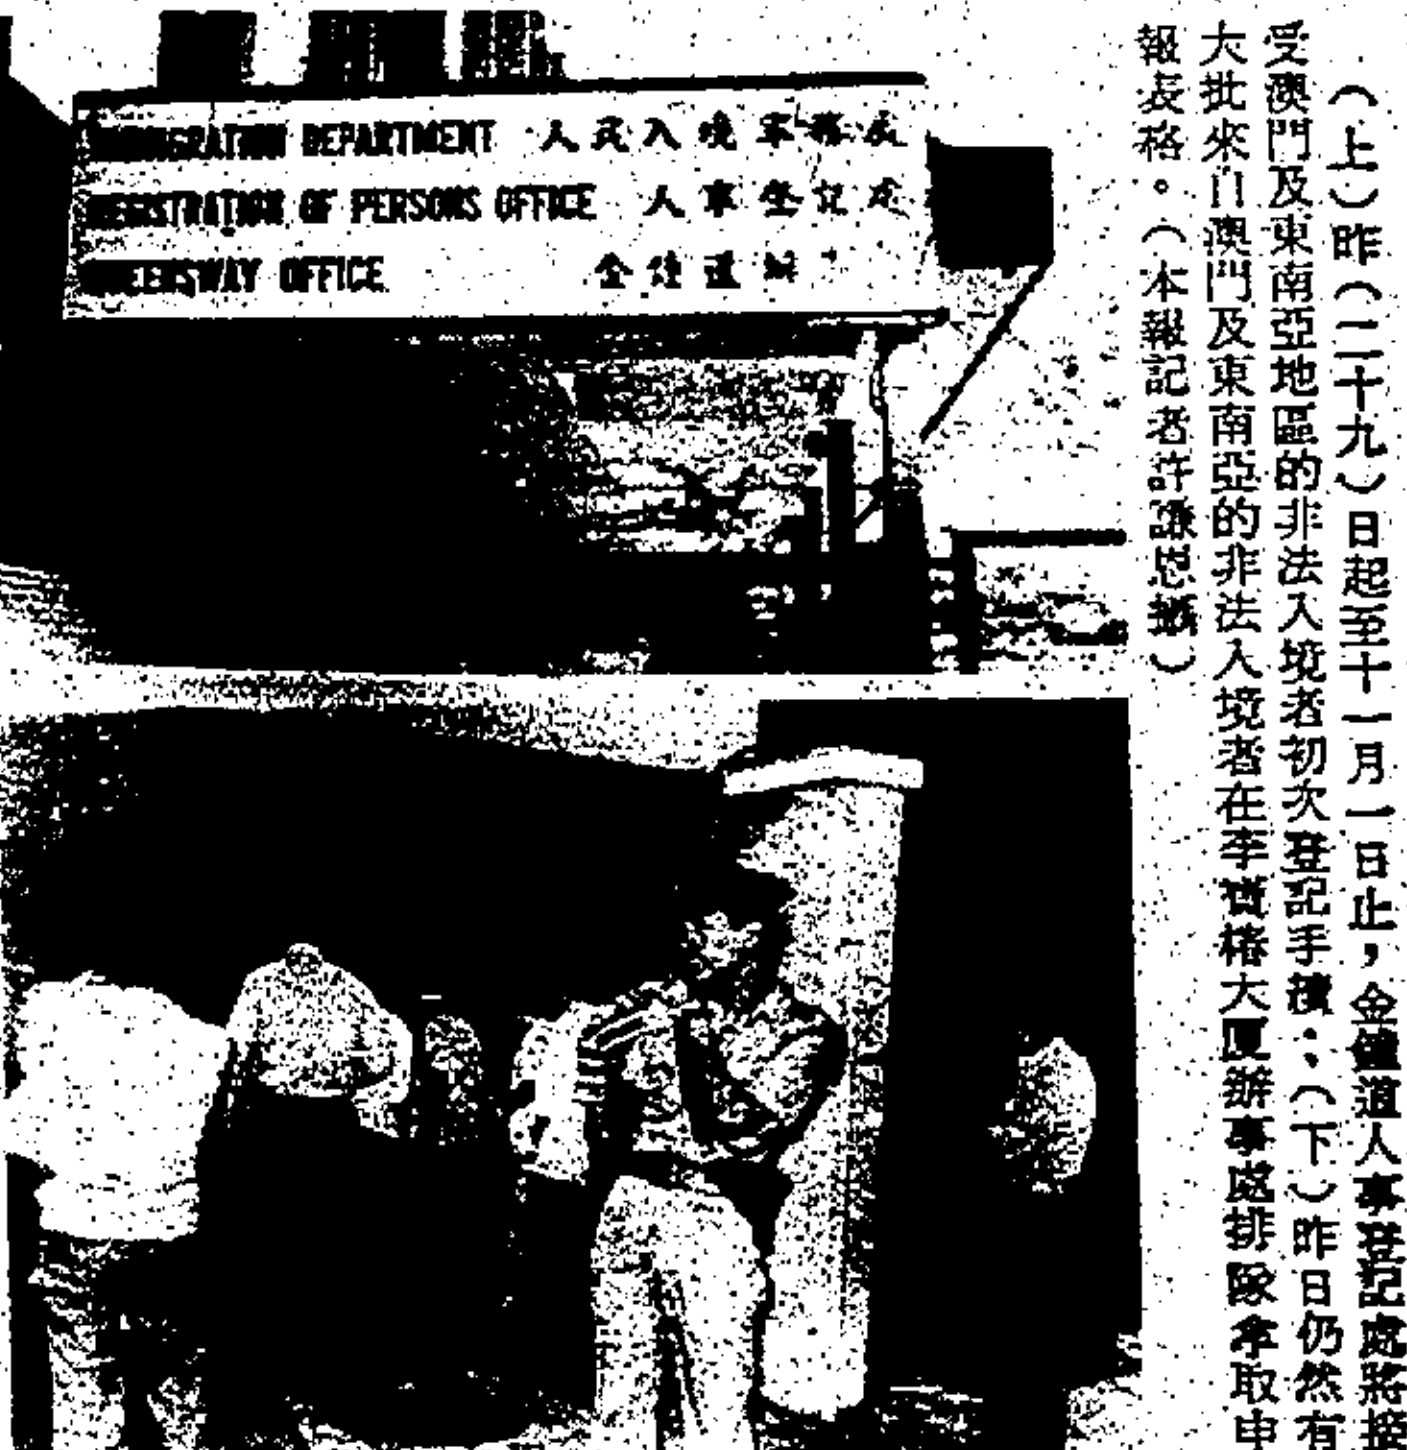 IMMIGRATION DEPARTMENT 人民入境事務處
REGISTRATION OF PERSONS OFFICE 人事登記處
QUEENSWAY OFFICE 金鐘道辦
（上）昨（二十九）日起至十一月一日止，金鐘道人事登記處將接
受澳門及東南亞地區的非法入境者初次登記手續；（下）昨日仍然有
大批來自澳門及東南亞的非法入境者在李寶椿大厦辦事處排隊拿取申
報表格。（本報記者許謙恩攝）